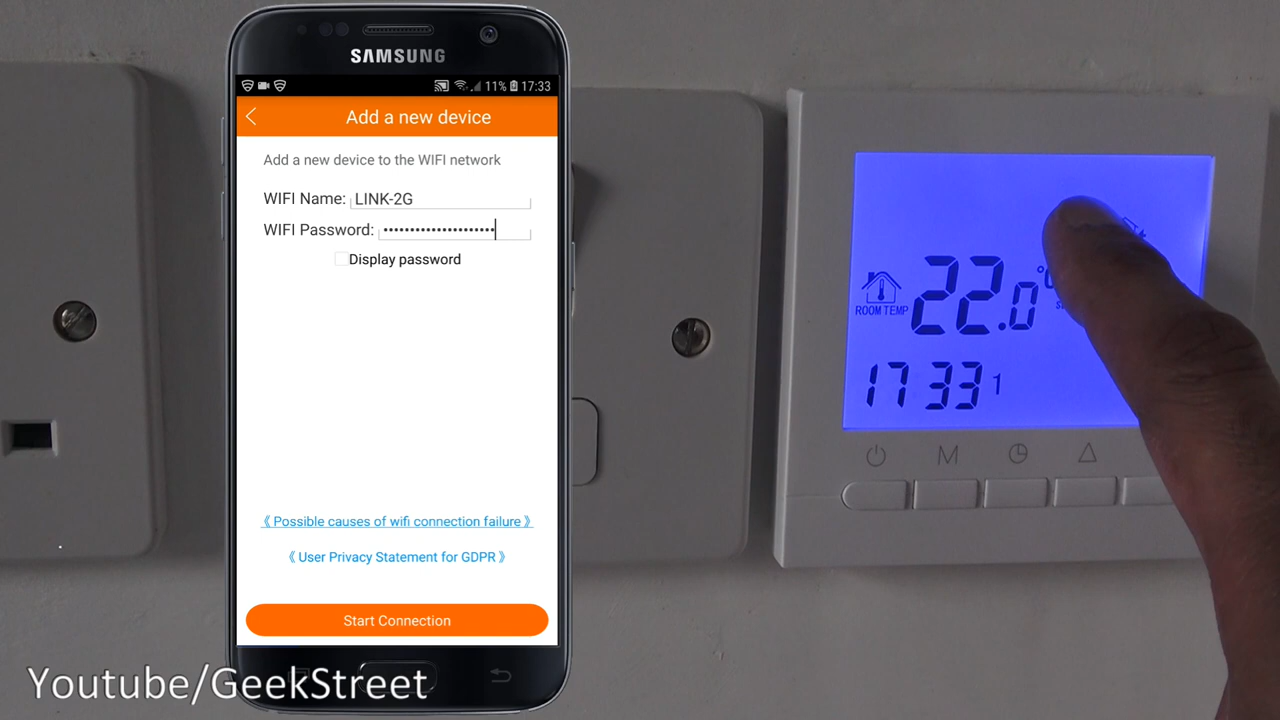 SAMSUNG
11% 17:33
Add a new device
Add a new device to the WIFI network
WIFI Name: LINK-2G
WIFI Password: •••••••••••••••••••••
Display password
《 Possible causes of wifi connection failure 》
《 User Privacy Statement for GDPR 》
Start Connection
22.0 °C
ROOM TEMP
17 33 1
M
Youtube/GeekStreet